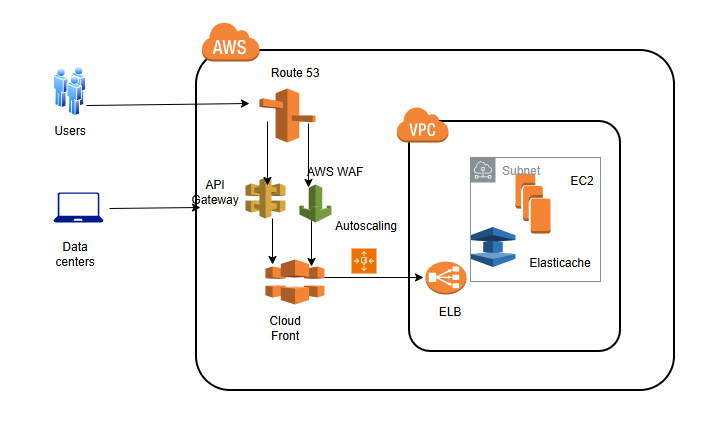 AWS
Route 53
Users
VPC
AWS WAF
Subnet
EC2
API
Gateway
Autoscaling
Data
centers
Elasticache
ELB
Cloud
Front